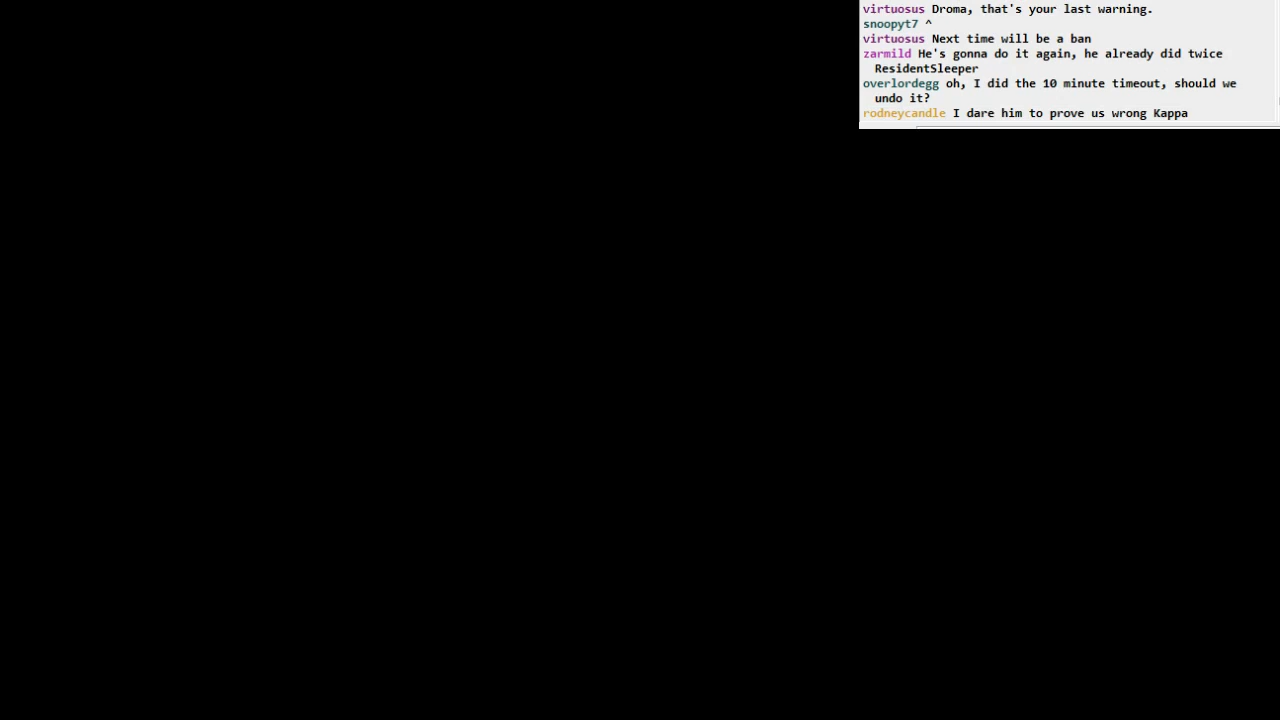 virtuosus Droma, that's your last warning.
snoopyt7 ^
virtuosus Next time will be a ban
zarmild He's gonna do it again, he already did twice
ResidentSleeper
overlordegg oh, I did the 10 minute timeout, should we
undo it?
rodneycandle I dare him to prove us wrong Kappa